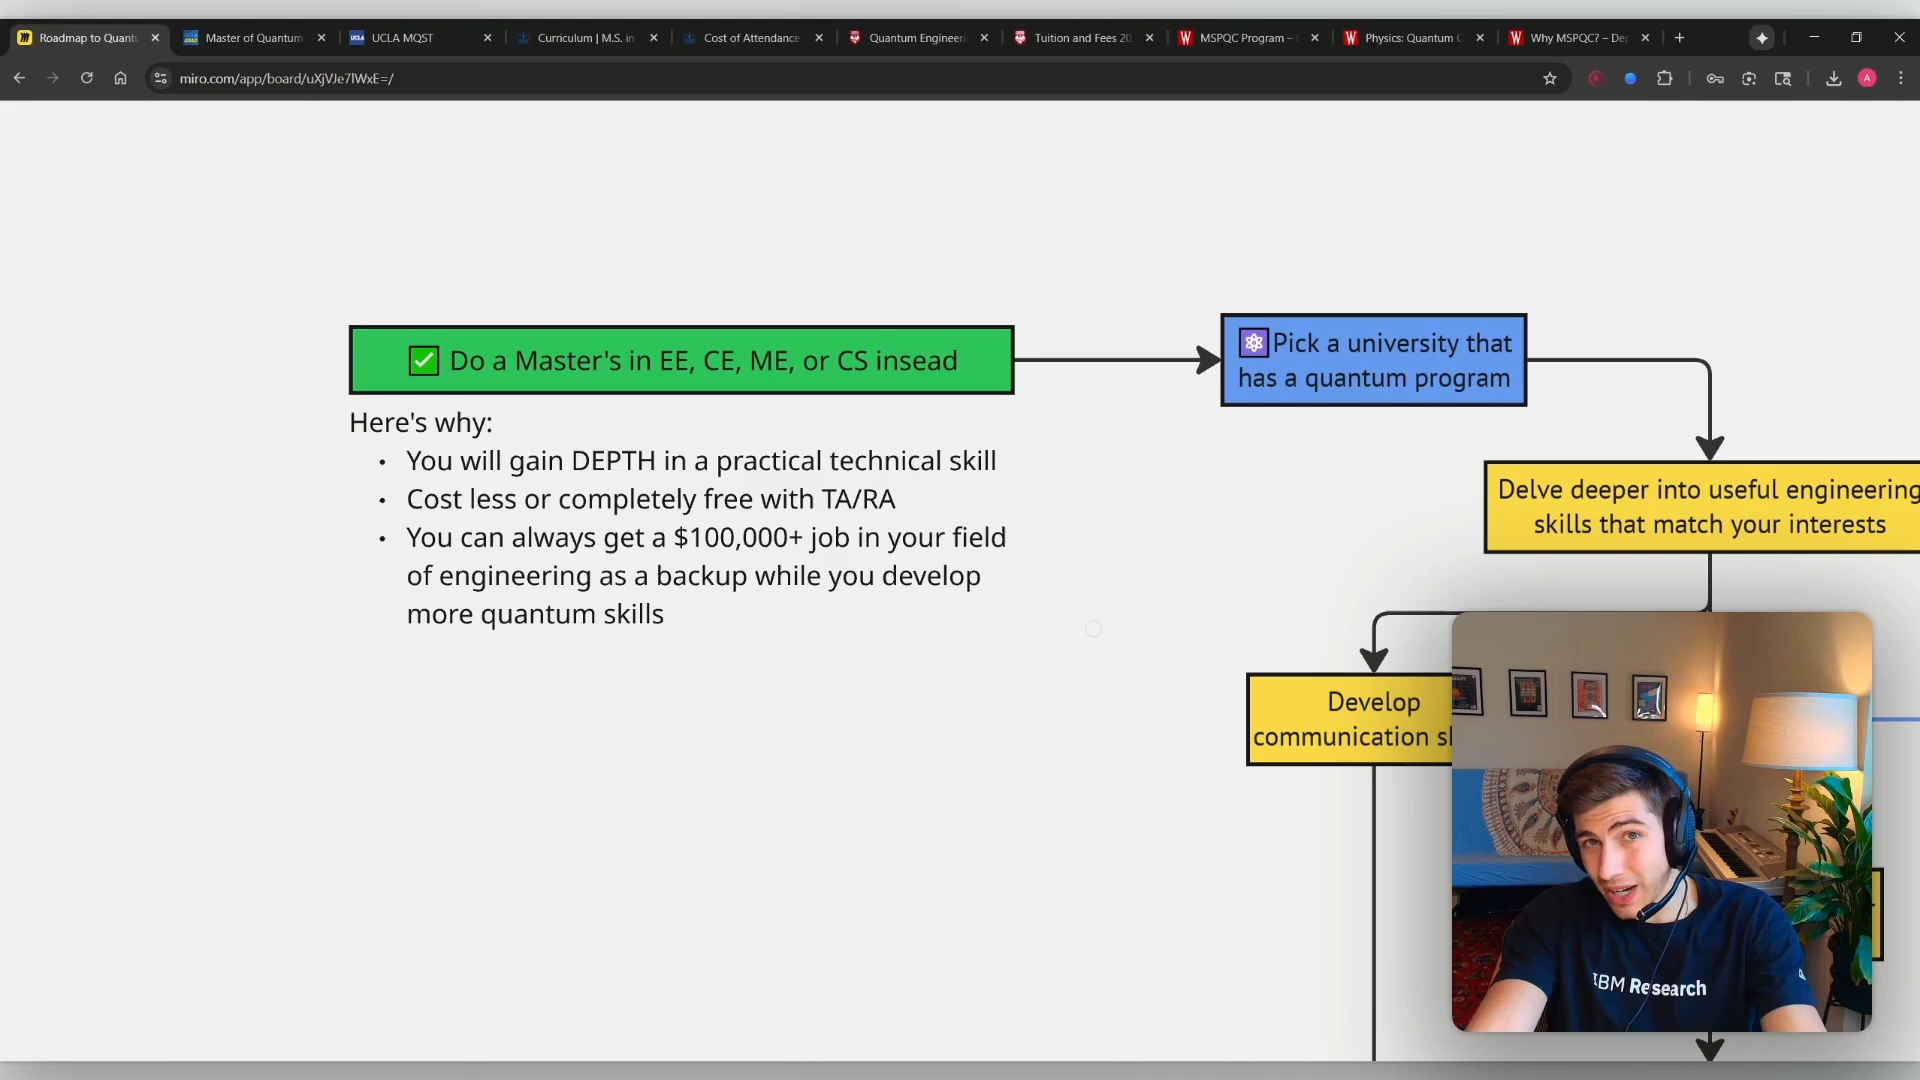 Roadmap to Quant
Master of Quantum
UCLA MQST
Curriculum | M.S. in
Cost of Attendance
Quantum Engineeri
Tuition and Fees 20
MSPQC Program –
Physics: Quantum C
Why MSPQC? – Dep
miro.com/app/board/uXjVJe7lWxE=/
A
✅ Do a Master's in EE, CE, ME, or CS insead
Here's why:
• You will gain DEPTH in a practical technical skill
• Cost less or completely free with TA/RA
• You can always get a $100,000+ job in your field
of engineering as a backup while you develop
more quantum skills
⚛Pick a university that
has a quantum program
Delve deeper into useful engineering
skills that match your interests
Develop
communication sk
IBM Research